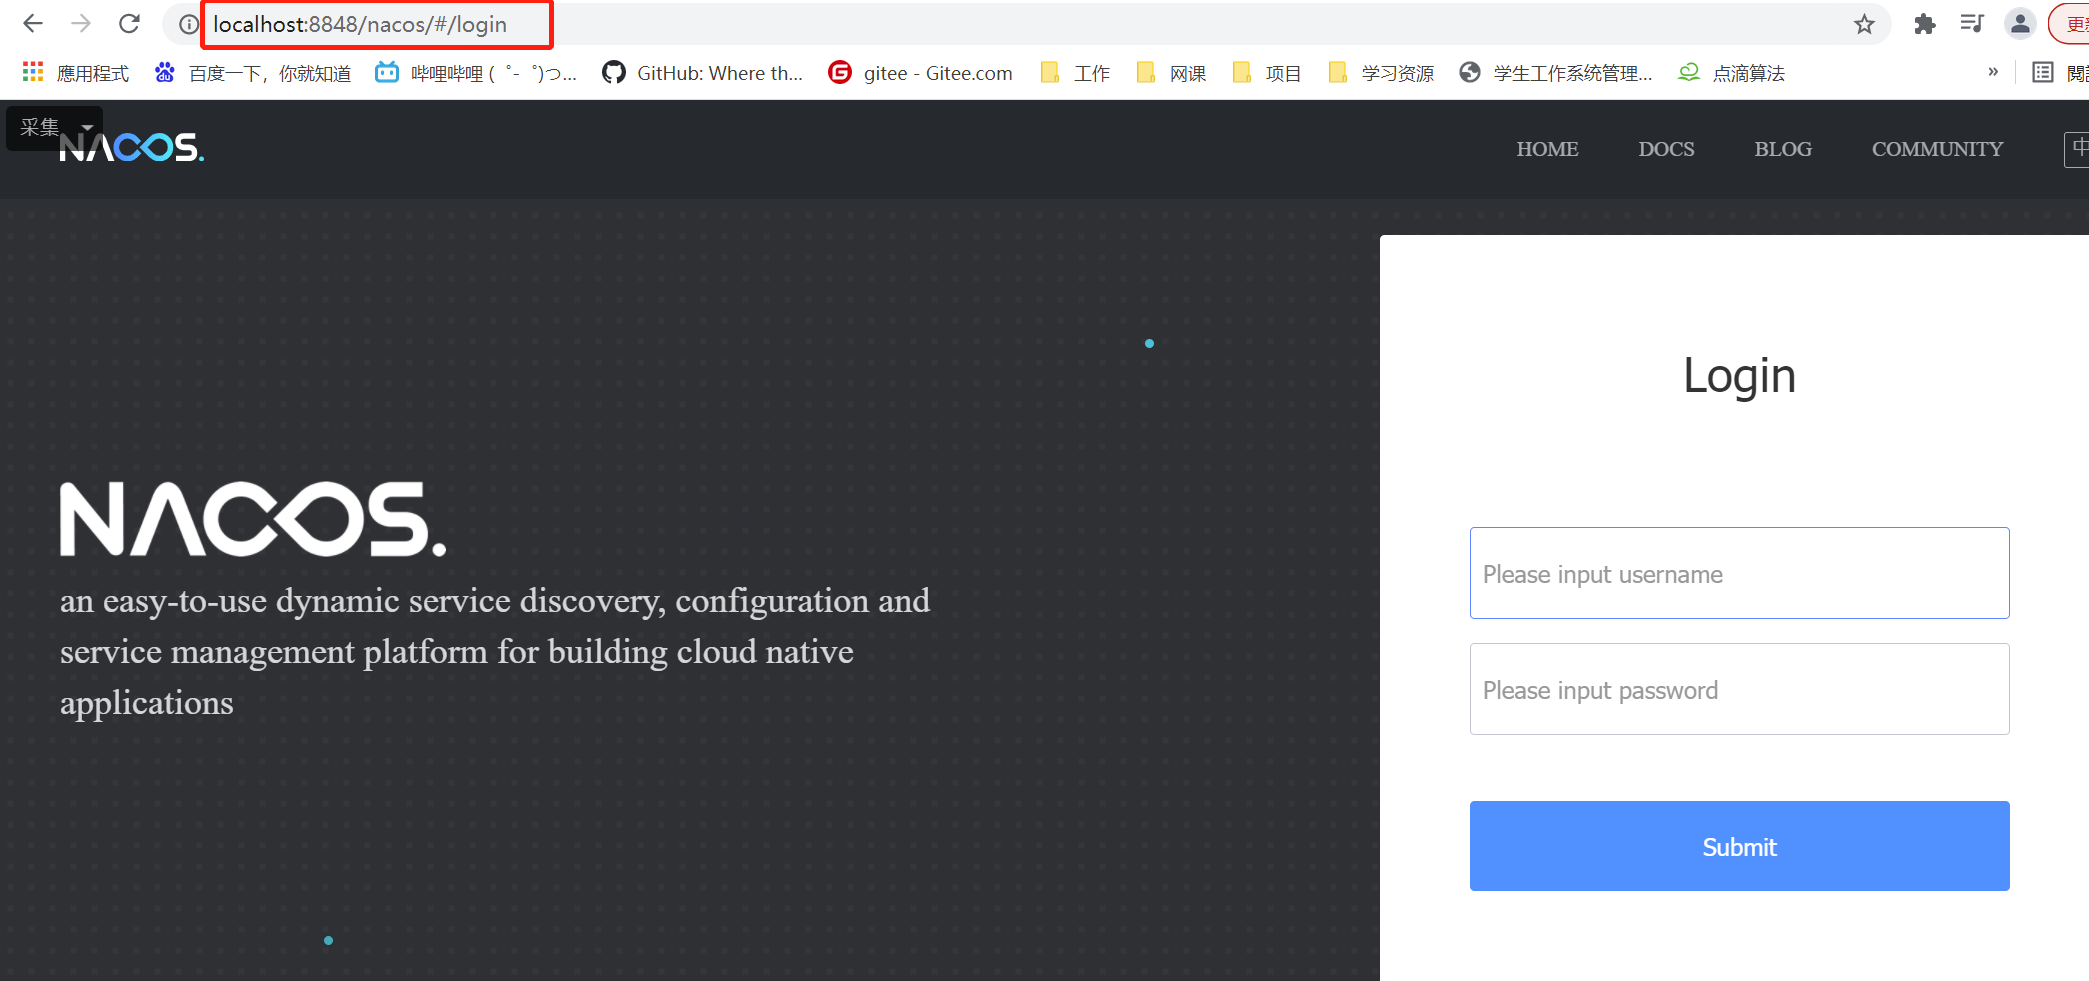 localhost:8848/nacos/#/login
更新
應用程式
百度一下，你就知道
哔哩哔哩 (゜-゜)つ...
GitHub: Where th...
gitee - Gitee.com
工作
网课
项目
学习资源
学生工作系统管理...
点滴算法
»
采集
NACOS.
HOME
DOCS
BLOG
COMMUNITY
中
Login
NACOS.
an easy-to-use dynamic service discovery, configuration and
service management platform for building cloud native
applications
Please input username
Please input password
Submit